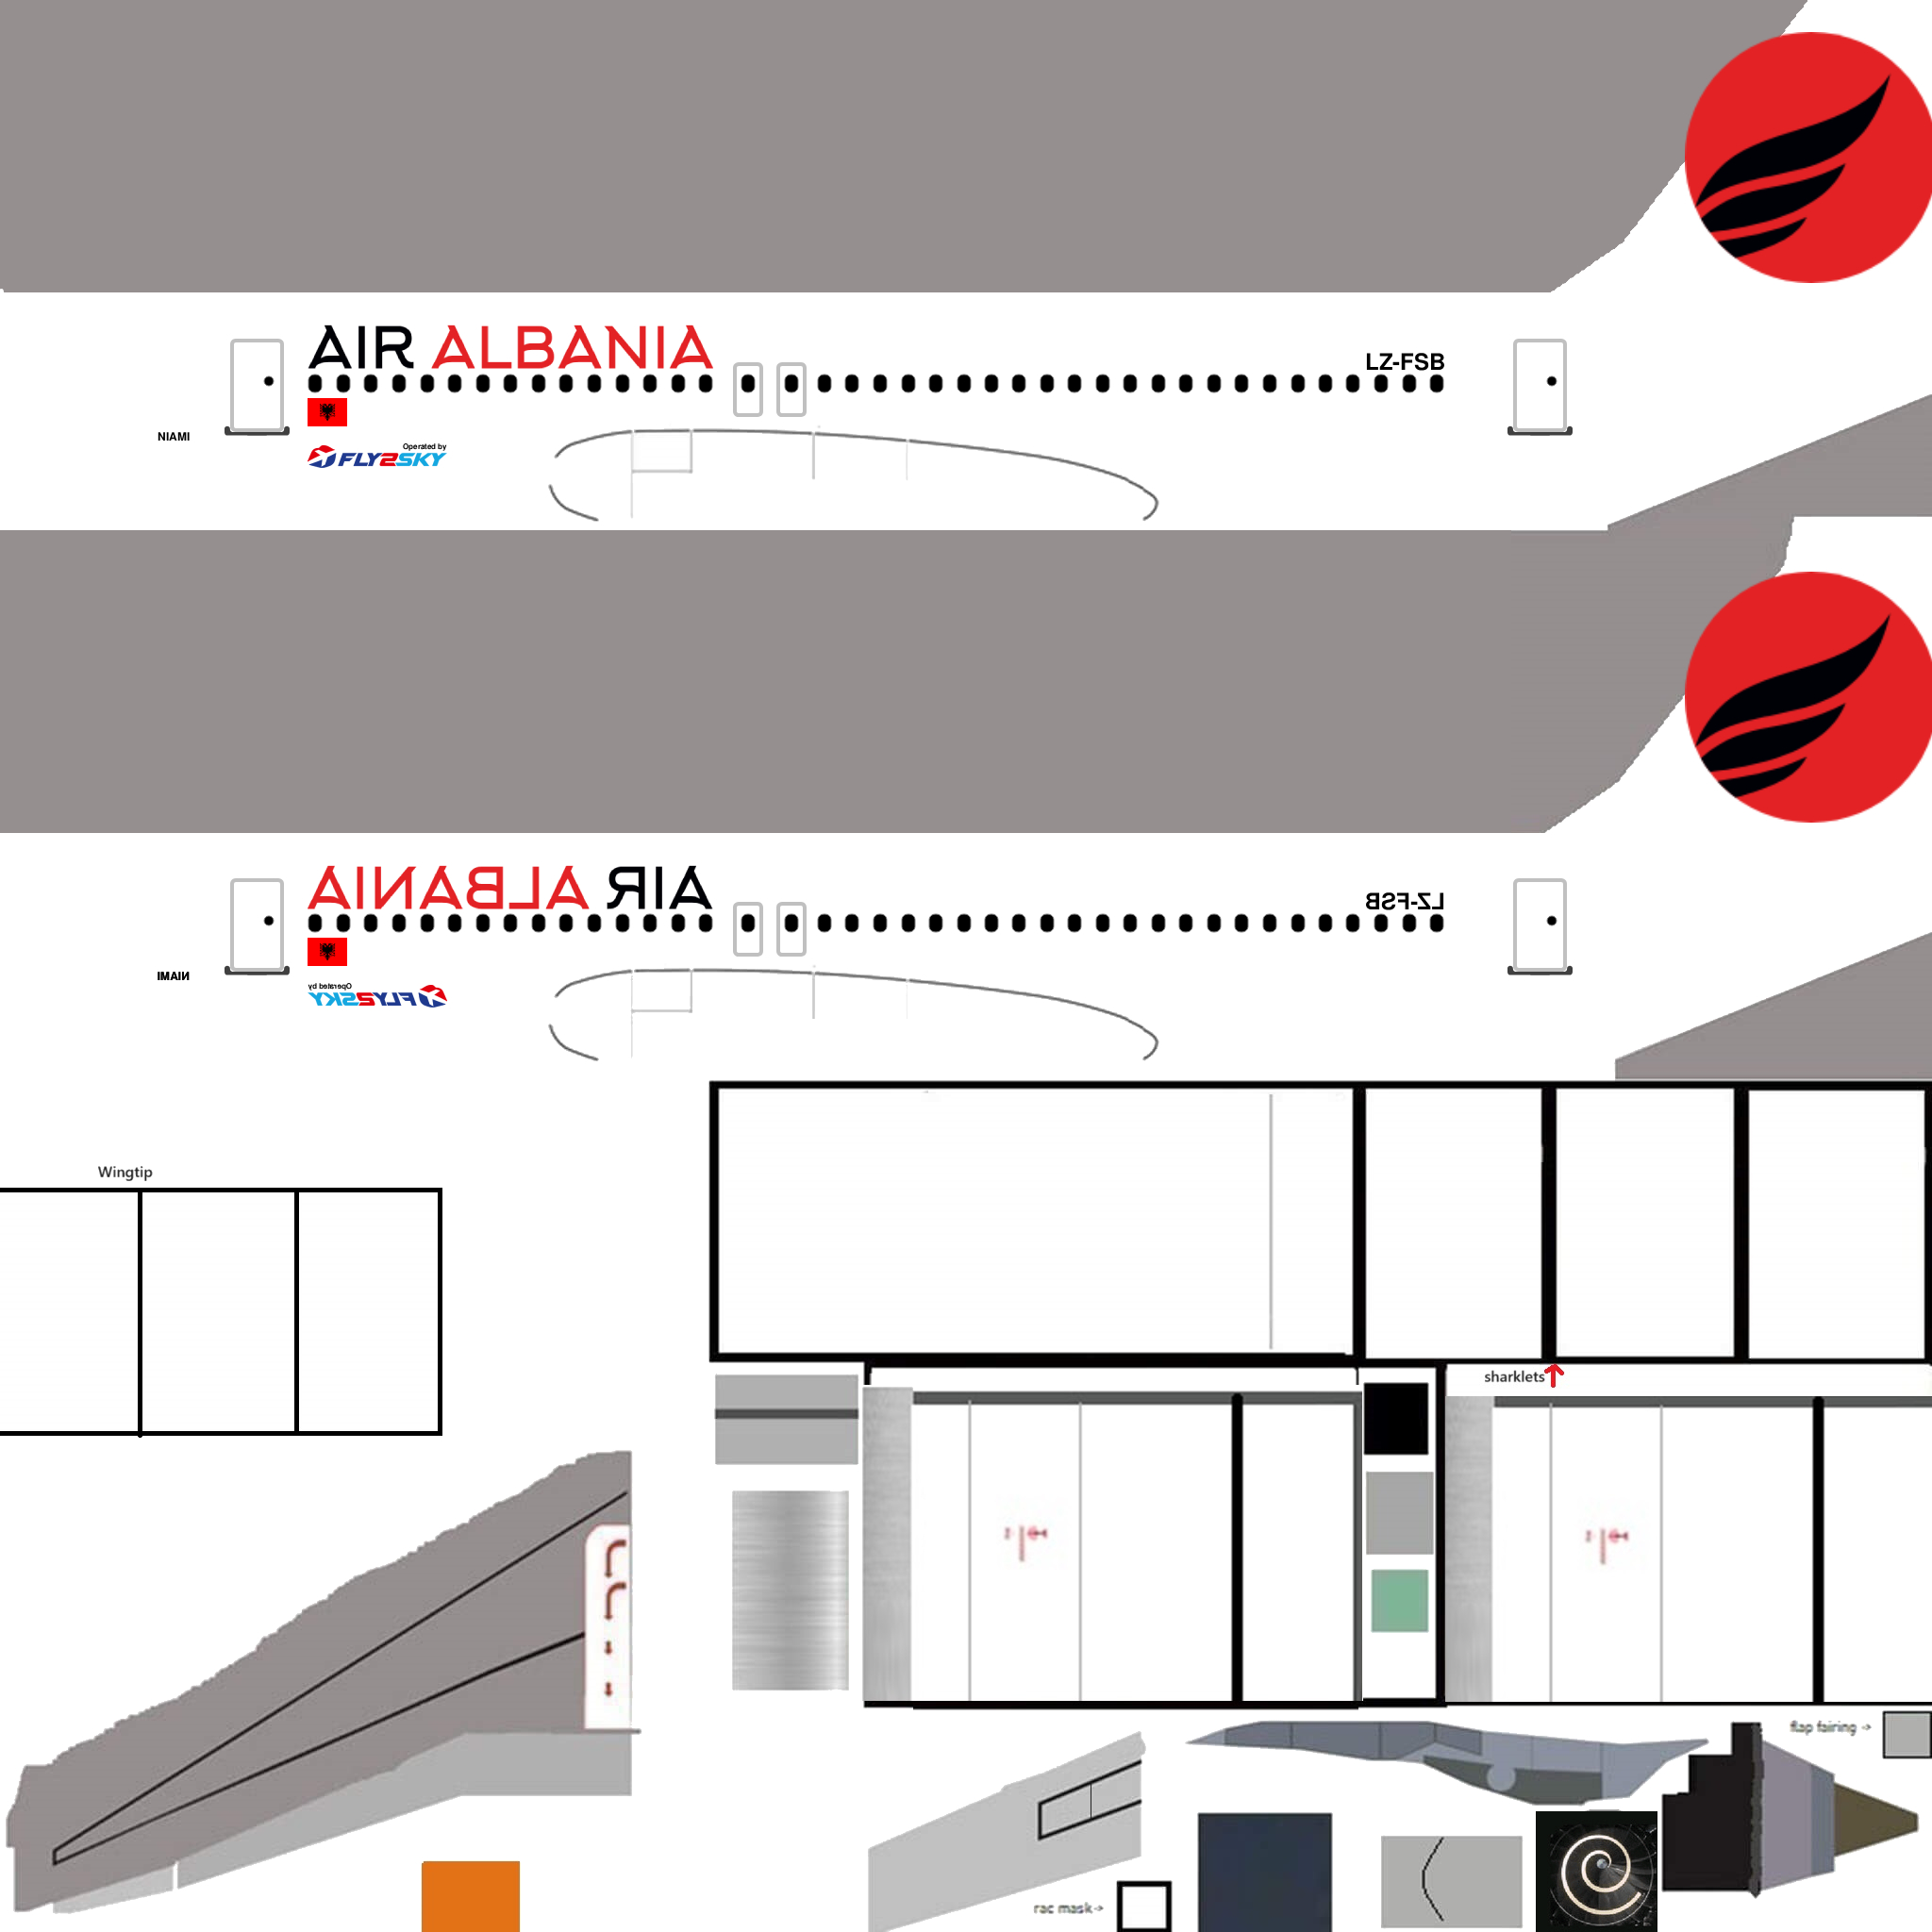 AIR ALBANIA
LZ-FSB
NIAMI
Operated by
FLY2SKY
AIR ALBANIA
LZ-FSB
NIAMI
Operated by
FLY2SKY
Wingtip
sharklets
flap fairing ->
rac mask->